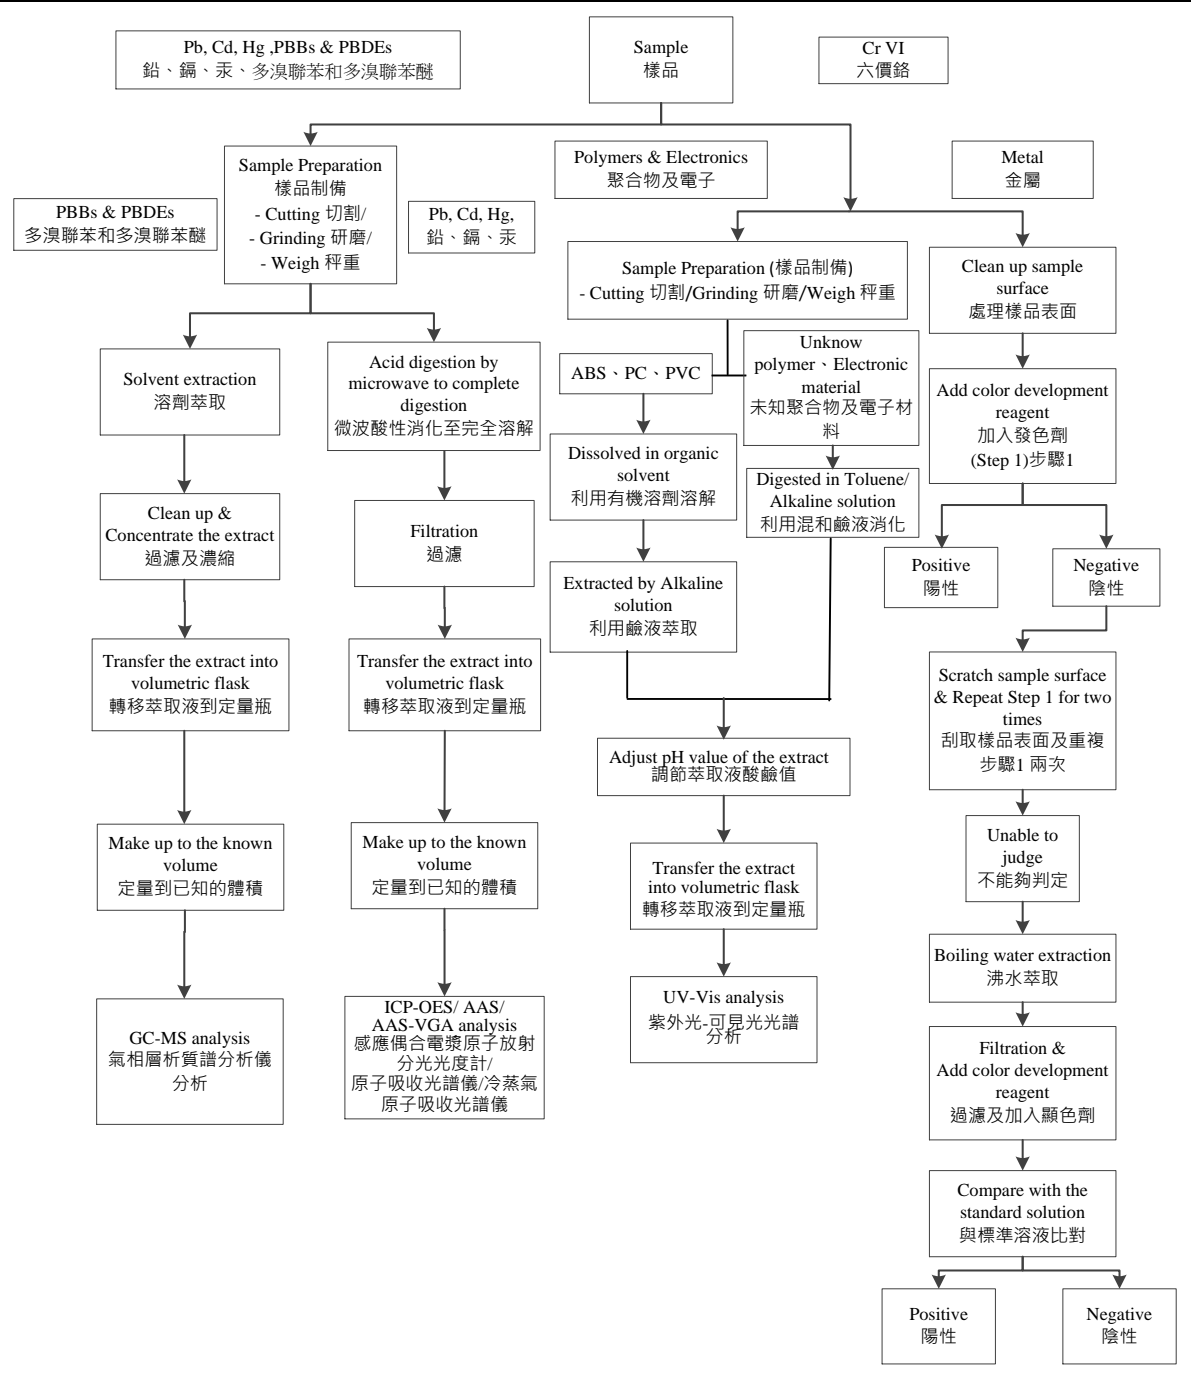 Pb, Cd, Hg ,PBBs & PBDEs
鉛、鎘、汞、多溴聯苯和多溴聯苯醚
Sample
樣品
Cr VI
六價鉻
Sample Preparation
樣品制備
- Cutting 切割/
- Grinding 研磨/
- Weigh 秤重
PBBs & PBDEs
多溴聯苯和多溴聯苯醚
Pb, Cd, Hg,
鉛、鎘、汞
Polymers & Electronics
聚合物及電子
Metal
金屬
Sample Preparation (樣品制備)
- Cutting 切割/Grinding 研磨/Weigh 秤重
Clean up sample
surface
處理樣品表面
Solvent extraction
溶劑萃取
Acid digestion by
microwave to complete
digestion
微波酸性消化至完全溶解
ABS、PC、PVC
Unknow
polymer、Electronic
material
未知聚合物及電子材
料
Add color development
reagent
加入發色劑
(Step 1)步驟1
Dissolved in organic
solvent
利用有機溶劑溶解
Digested in Toluene/
Alkaline solution
利用混和鹼液消化
Clean up &
Concentrate the extract
過濾及濃縮
Filtration
過濾
Extracted by Alkaline
solution
利用鹼液萃取
Positive
陽性
Negative
陰性
Transfer the extract into
volumetric flask
轉移萃取液到定量瓶
Transfer the extract into
volumetric flask
轉移萃取液到定量瓶
Scratch sample surface
& Repeat Step 1 for two
times
刮取樣品表面及重複
步驟1 兩次
Adjust pH value of the extract
調節萃取液酸鹼值
Make up to the known
volume
定量到已知的體積
Make up to the known
volume
定量到已知的體積
Transfer the extract
into volumetric flask
轉移萃取液到定量瓶
Unable to
judge
不能夠判定
Boiling water extraction
沸水萃取
GC-MS analysis
氣相層析質譜分析儀
分析
ICP-OES/ AAS/
AAS-VGA analysis
感應偶合電漿原子放射
分光光度計/
原子吸收光譜儀/冷蒸氣
原子吸收光譜儀
UV-Vis analysis
紫外光-可見光光譜
分析
Filtration &
Add color development
reagent
過濾及加入顯色劑
Compare with the
standard solution
與標準溶液比對
Positive
陽性
Negative
陰性